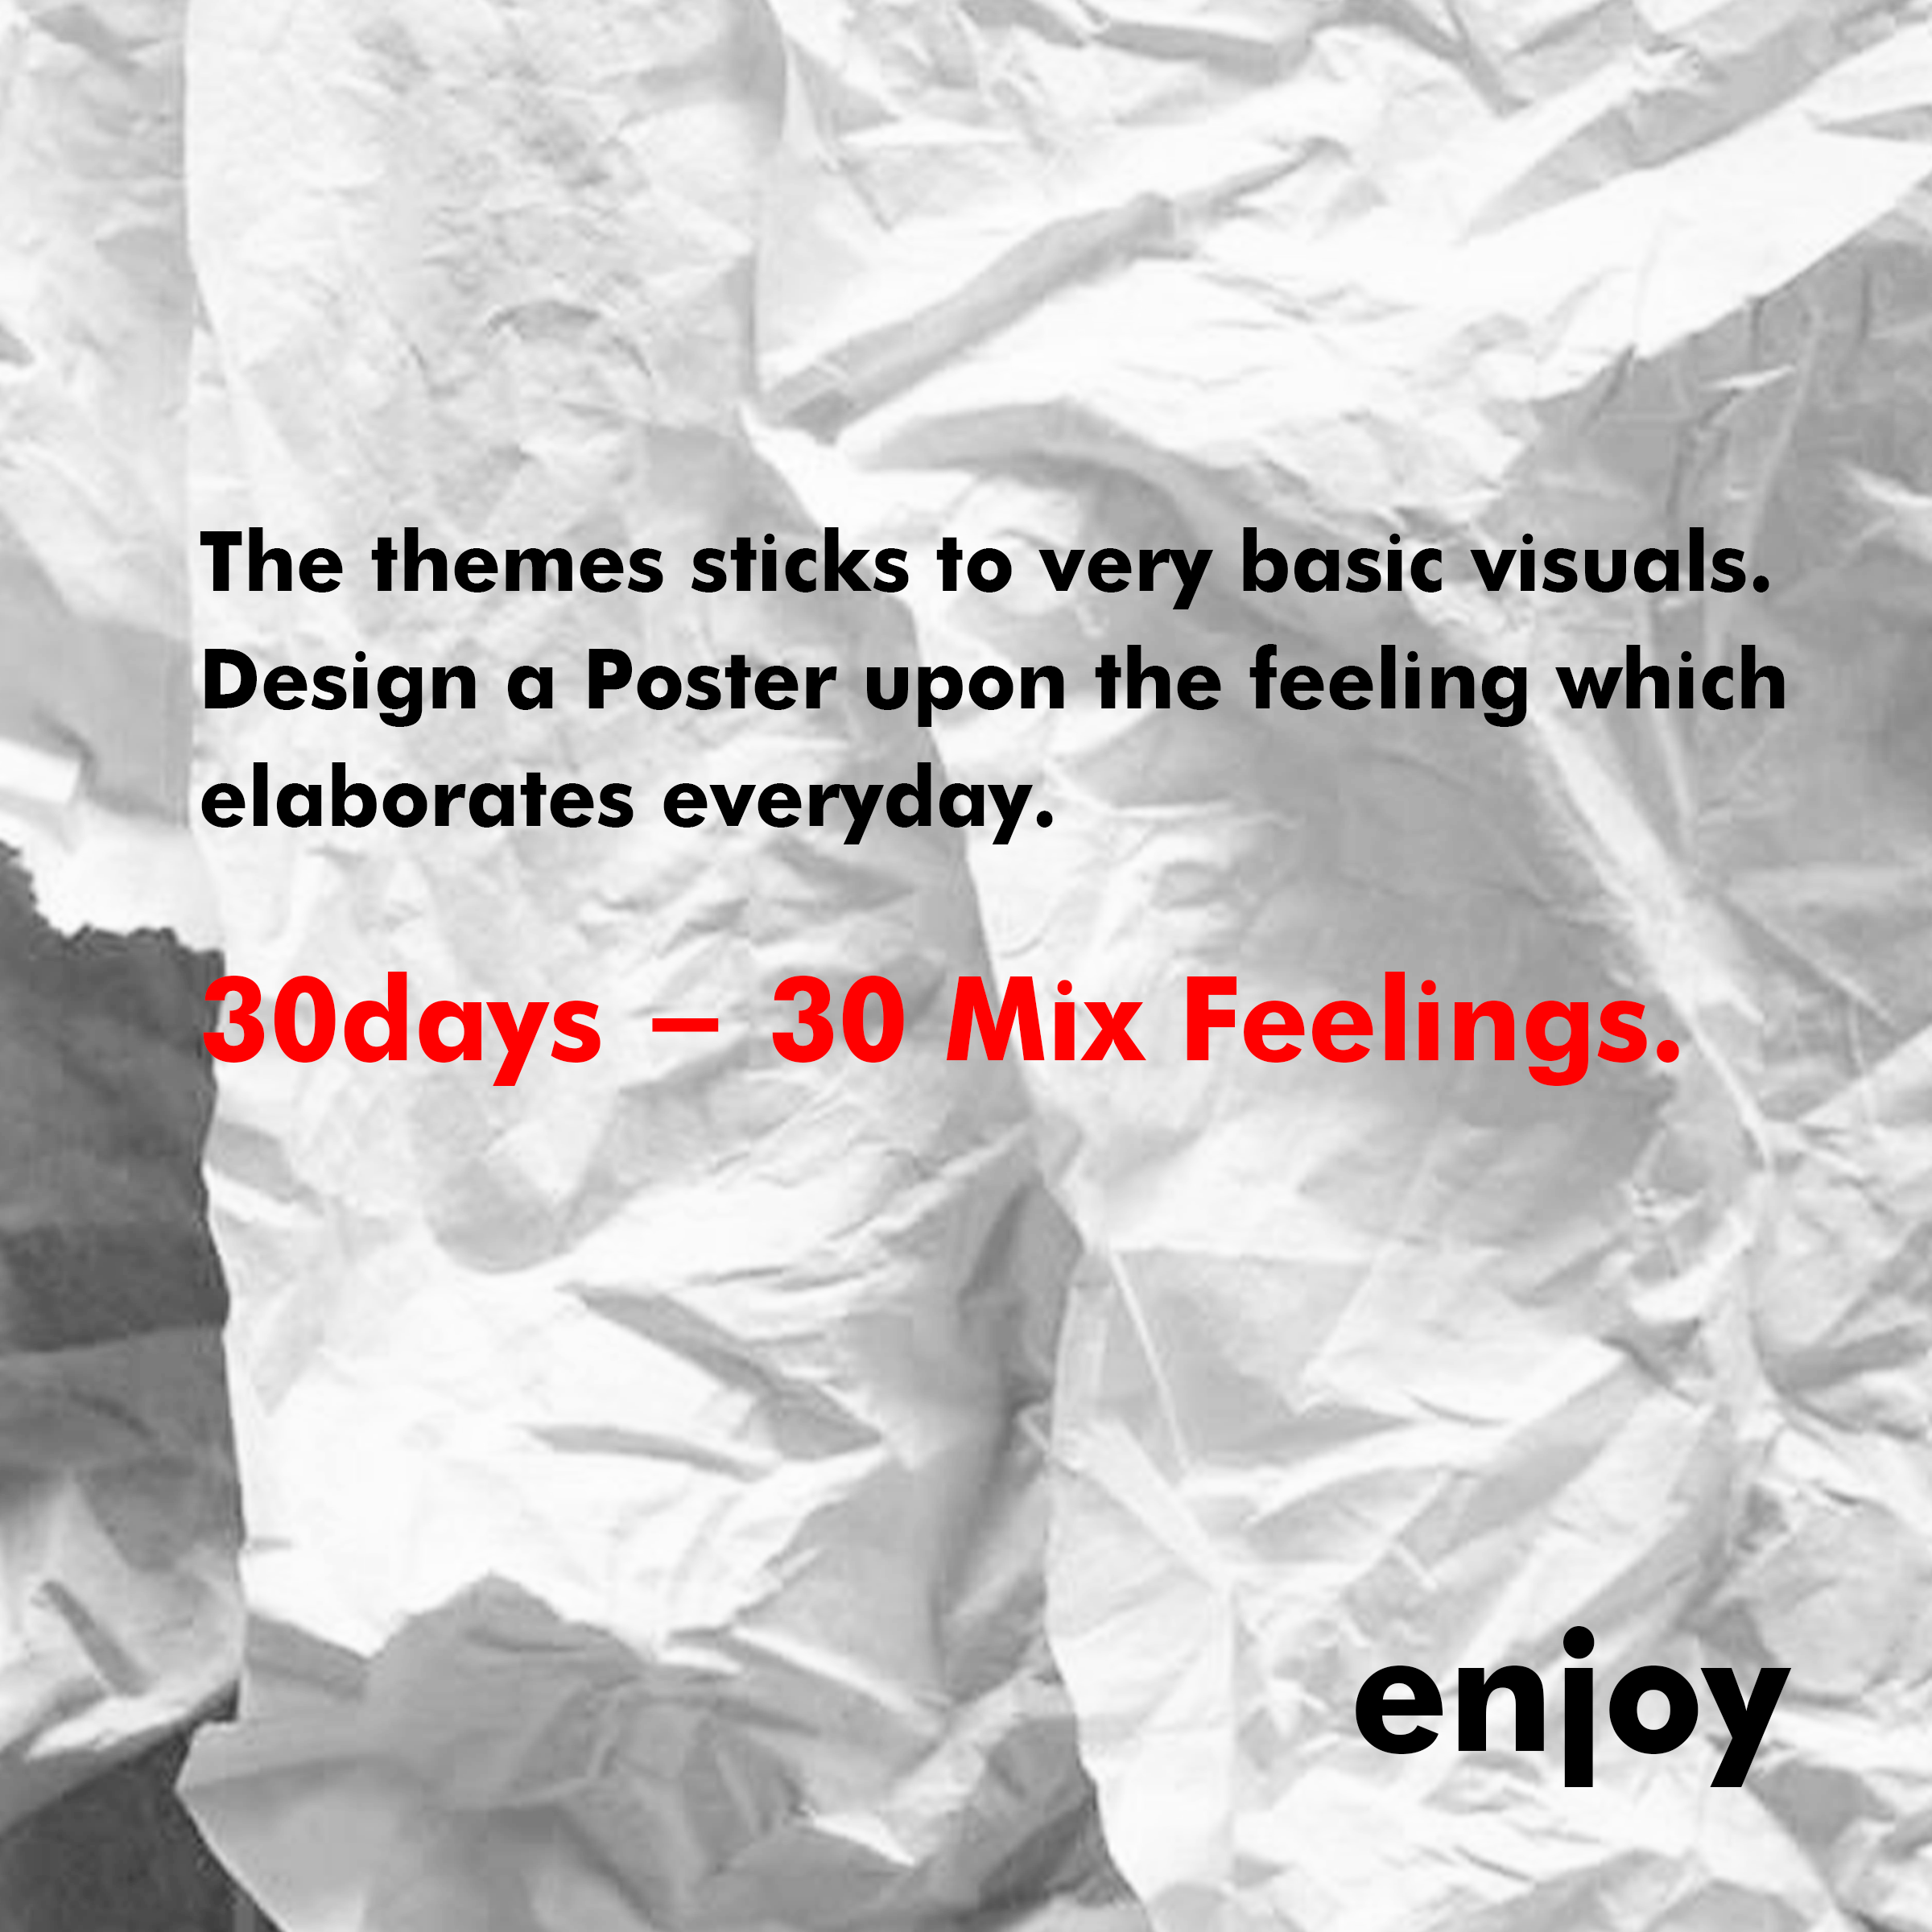 The themes sticks to very basic visuals.
Design a Poster upon the feeling which
elaborates everyday.
30days – 30 Mix Feelings.
enjoy